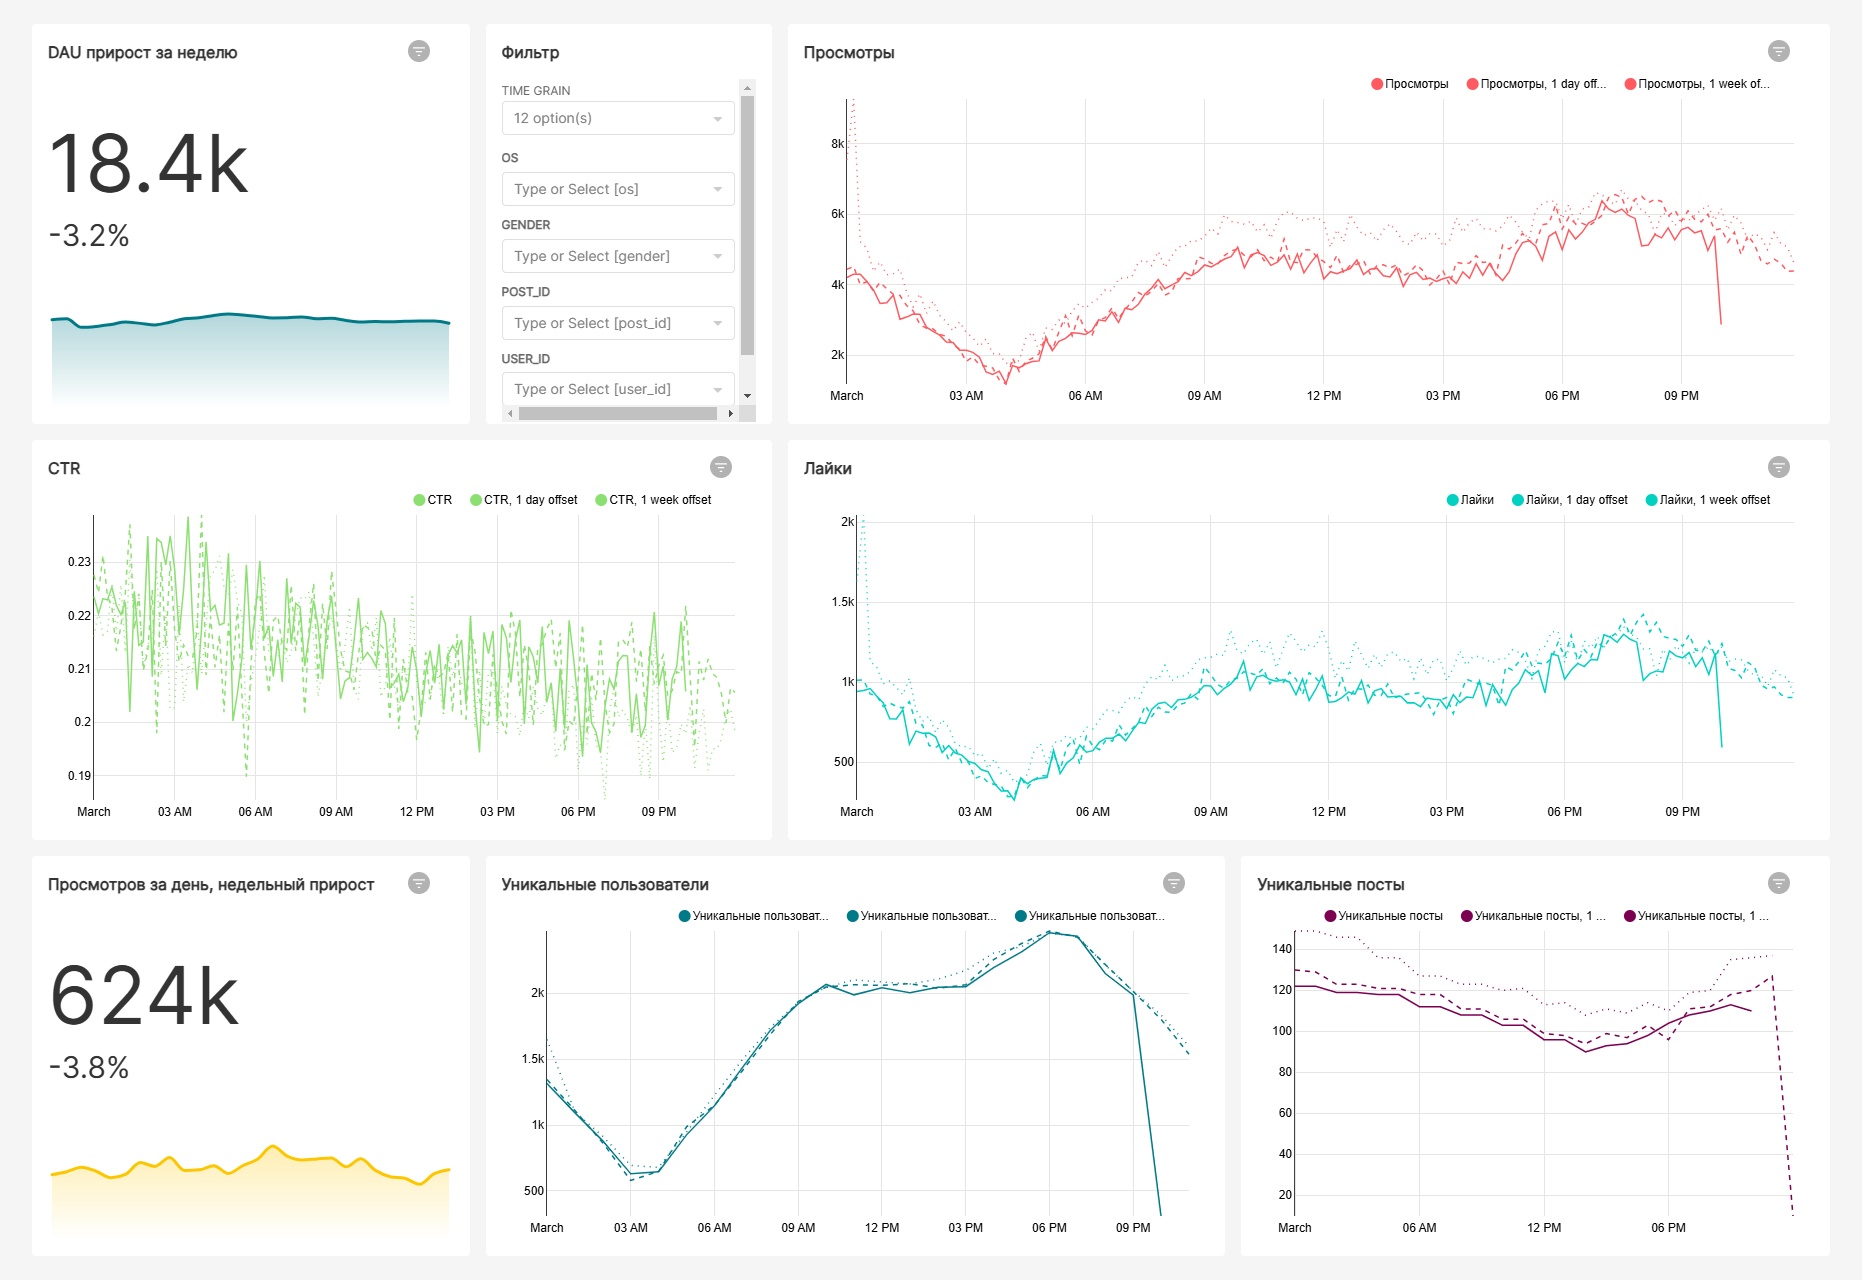 DAU прирост за неделю
18.4k
-3.2%
Фильтр
TIME GRAIN
12 option(s)
OS
Type or Select [os]
GENDER
Type or Select [gender]
POST_ID
Type or Select [post_id]
USER_ID
Type or Select [user_id]
Просмотры
Просмотры Просмотры, 1 day off... Просмотры, 1 week of...
8k
6k
4k
2k
March 03 AM 06 AM 09 AM 12 PM 03 PM 06 PM 09 PM
CTR
CTR CTR, 1 day offset CTR, 1 week offset
0.23
0.22
0.21
0.2
0.19
March 03 AM 06 AM 09 AM 12 PM 03 PM 06 PM 09 PM
Лайки
Лайки Лайки, 1 day offset Лайки, 1 week offset
2k
1.5k
1k
500
March 03 AM 06 AM 09 AM 12 PM 03 PM 06 PM 09 PM
Просмотров за день, недельный прирост
624k
-3.8%
Уникальные пользователи
Уникальные пользоват... Уникальные пользоват... Уникальные пользоват...
2k
1.5k
1k
500
March 03 AM 06 AM 09 AM 12 PM 03 PM 06 PM 09 PM
Уникальные посты
Уникальные посты Уникальные посты, 1 ... Уникальные посты, 1 ...
140
120
100
80
60
40
20
March 06 AM 12 PM 06 PM